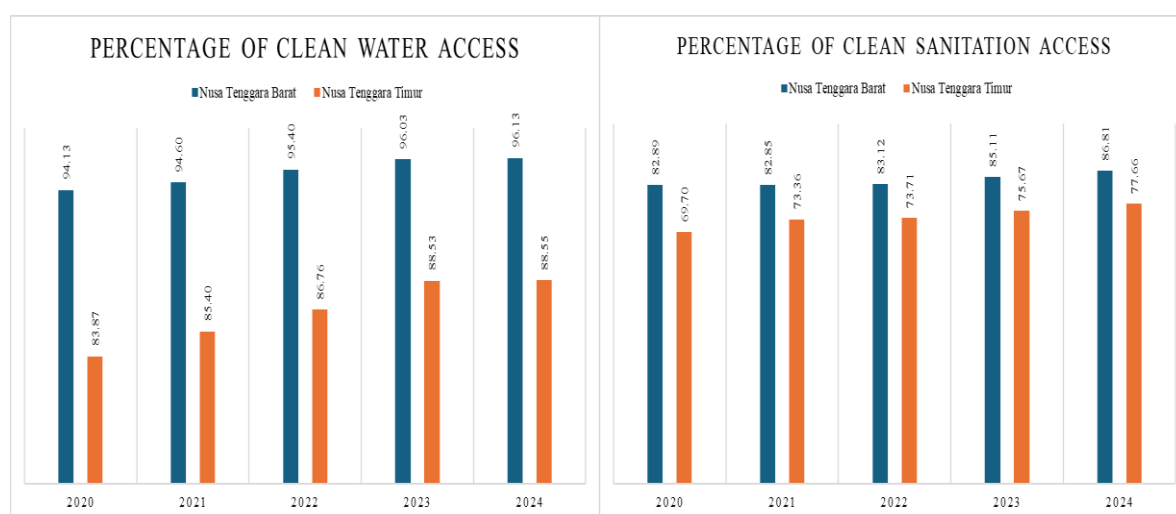 PERCENTAGE OF CLEAN WATER ACCESS
Nusa Tenggara Barat Nusa Tenggara Timur
94.13 83.87 94.60 85.40 95.40 86.76 96.03 88.53 96.13 88.55
2020 2021 2022 2023 2024
PERCENTAGE OF CLEAN SANITATION ACCESS
Nusa Tenggara Barat Nusa Tenggara Timur
82.89 69.70 82.85 73.36 83.12 73.71 85.11 75.67 86.81 77.66
2020 2021 2022 2023 2024